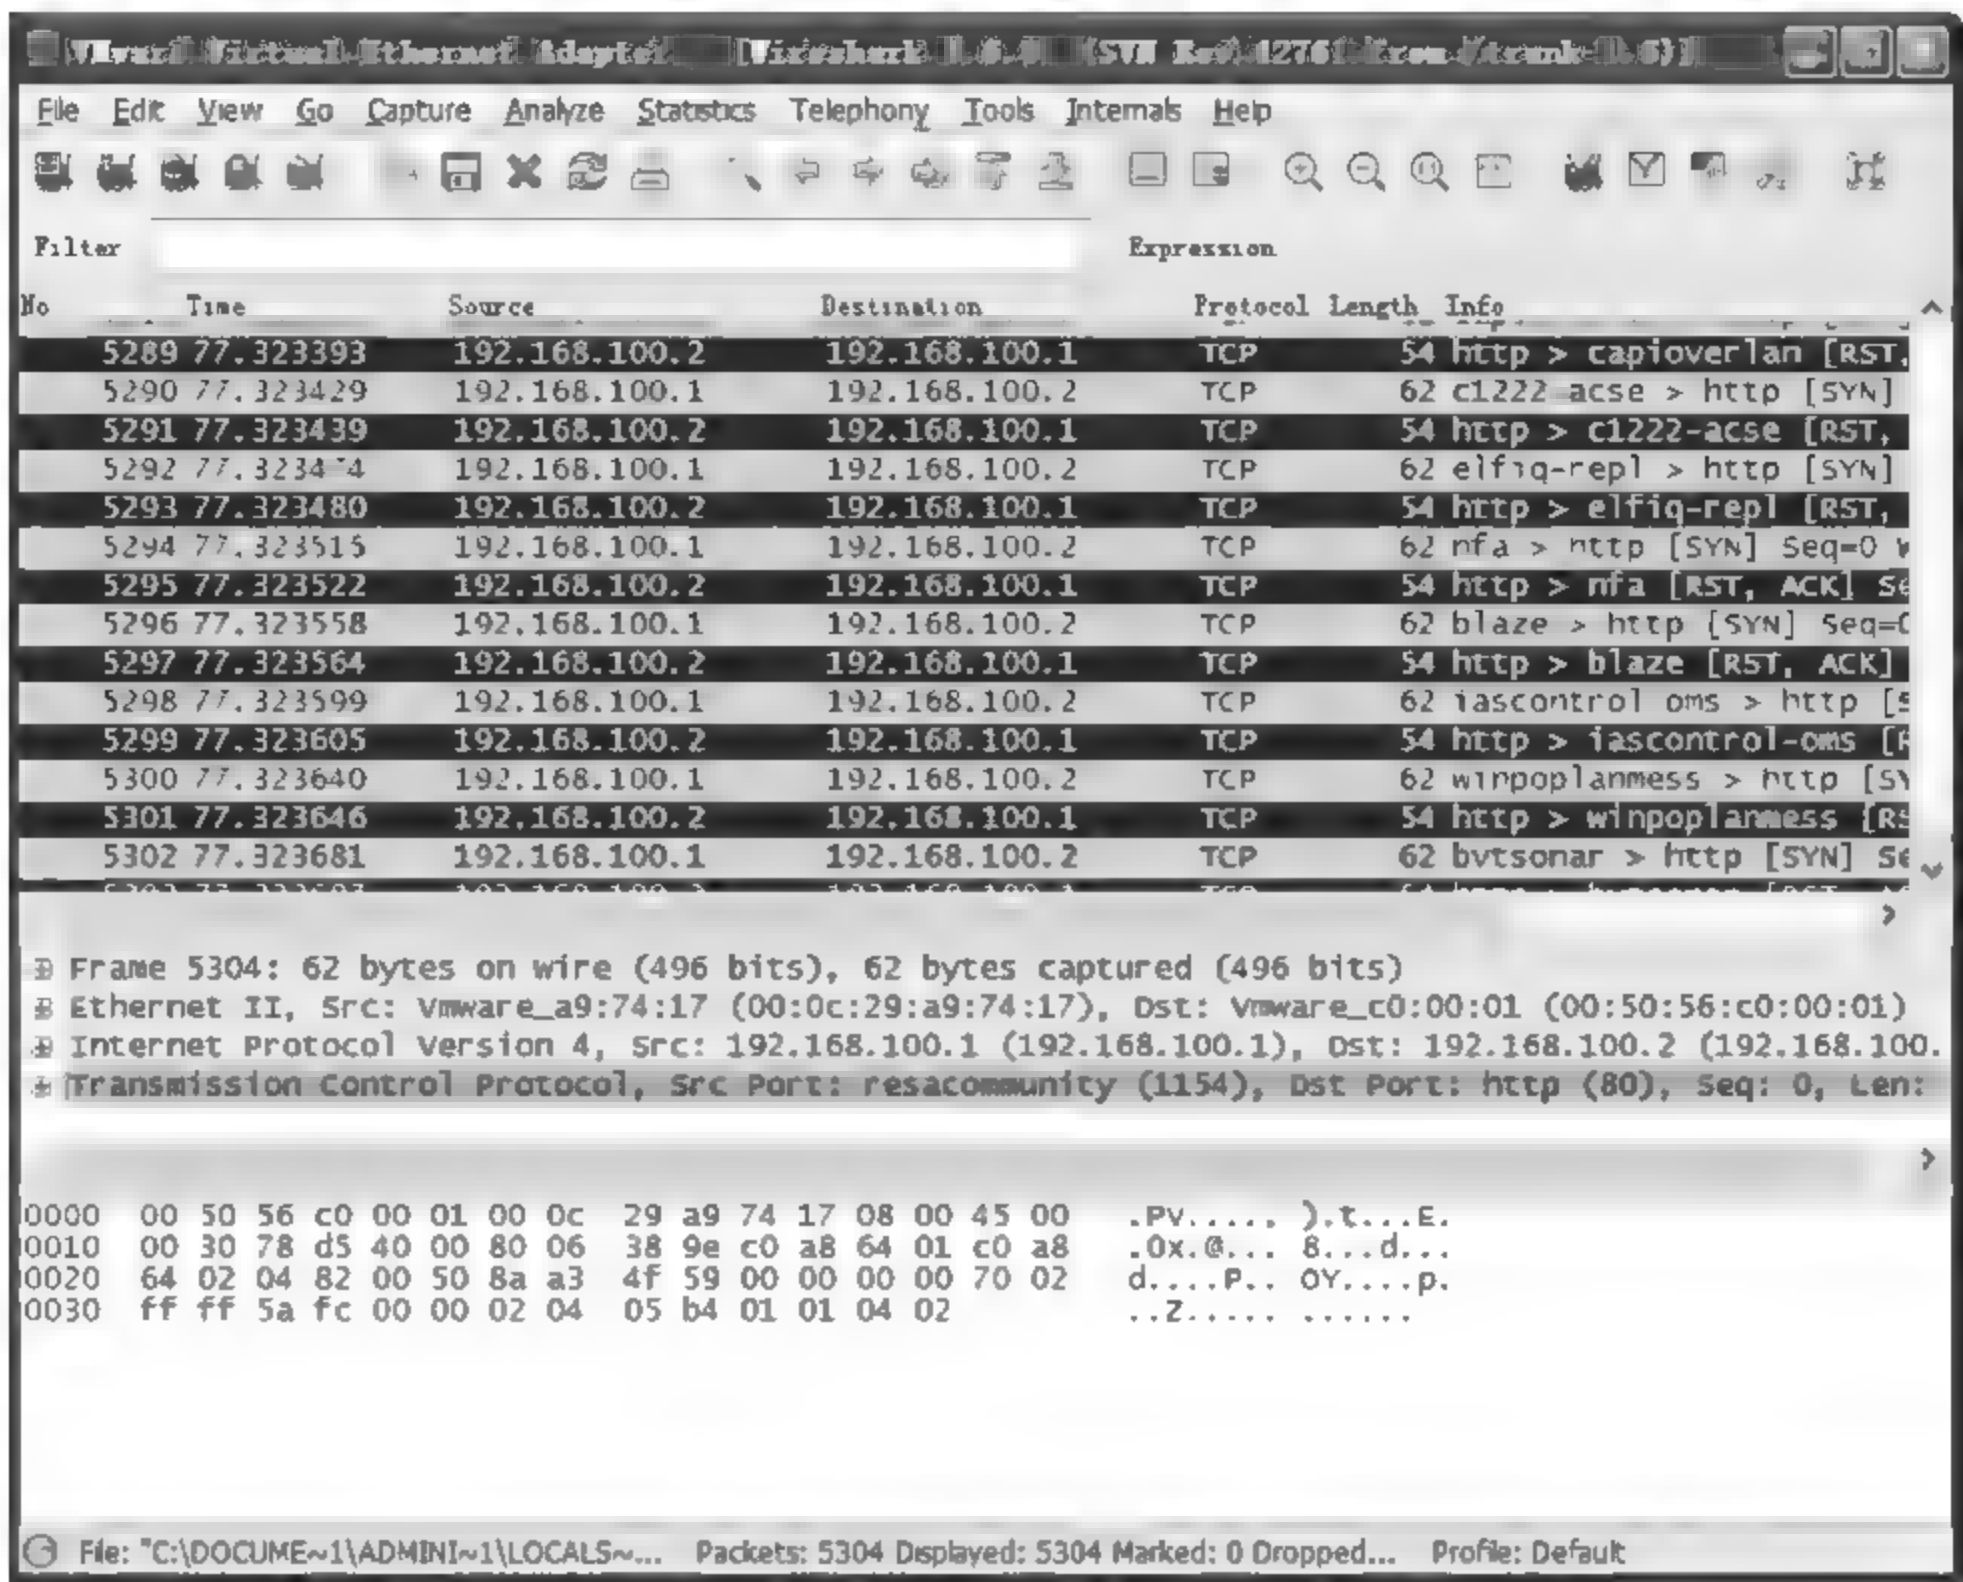 File Edit View Go Capture Analyze Statistics Telephony Tools Internals Help
Filter Expression
No Time Source Destination Protocol Length Info
5289 77.323393 192.168.100.2 192.168.100.1 TCP 54 http > capioverlan [RST,
5290 77.323429 192.168.100.1 192.168.100.2 TCP 62 c1222-acse > http [SYN]
5291 77.323439 192.168.100.2 192.168.100.1 TCP 54 http > c1222-acse [RST,
5292 192.168.100.1 192.168.100.2 TCP 62 elfiq-repl > http [SYN]
5293 77.323480 192.168.100.2 192.168.100.1 TCP 54 http > elfiq-repl [RST,
5294 77.323515 192.168.100.1 192.168.100.2 TCP 62 nfa > http [SYN] Seq=0 W
5295 77.323522 192.168.100.2 192.168.100.1 TCP 54 http > nfa [RST, ACK] Se
5296 77.323558 192.168.100.1 192.168.100.2 TCP 62 blaze > http [SYN] Seq=0
5297 77.323564 192.168.100.2 192.168.100.1 TCP 54 http > blaze [RST, ACK]
5298 77.323599 192.168.100.1 192.168.100.2 TCP 62 iascontrol-oms > http [S
5299 77.323605 192.168.100.2 192.168.100.1 TCP 54 http > iascontrol-oms [R
5300 77.323640 192.168.100.1 192.168.100.2 TCP 62 winpoplanmess > http [SY
5301 77.323646 192.168.100.2 192.168.100.1 TCP 54 http > winpoplanmess [RS
5302 77.323681 192.168.100.1 192.168.100.2 TCP 62 bvtsonar > http [SYN] Se
Frame 5304: 62 bytes on wire (496 bits), 62 bytes captured (496 bits)
Ethernet II, Src: Vmware_a9:74:17 (00:0c:29:a9:74:17), Dst: Vmware_c0:00:01 (00:50:56:c0:00:01)
Internet Protocol Version 4, Src: 192.168.100.1 (192.168.100.1), Dst: 192.168.100.2 (192.168.100.
Transmission Control Protocol, Src Port: resacommunity (1154), Dst Port: http (80), Seq: 0, Len:
0000 00 50 56 c0 00 01 00 0c 29 a9 74 17 08 00 45 00 .PV..... ).t...E.
0010 00 30 78 d5 40 00 80 06 38 9e c0 a8 64 01 c0 a8 .0x.@... 8...d...
0020 64 02 04 82 00 50 8a a3 4f 59 00 00 00 00 70 02 d....P.. OY....p.
0030 ff ff 5a fc 00 00 02 04 05 b4 01 01 04 02 ..Z..... ......
File: "C:\DOCUME~1\ADMINI~1\LOCALS~... Packets: 5304 Displayed: 5304 Marked: 0 Dropped... Profile: Default